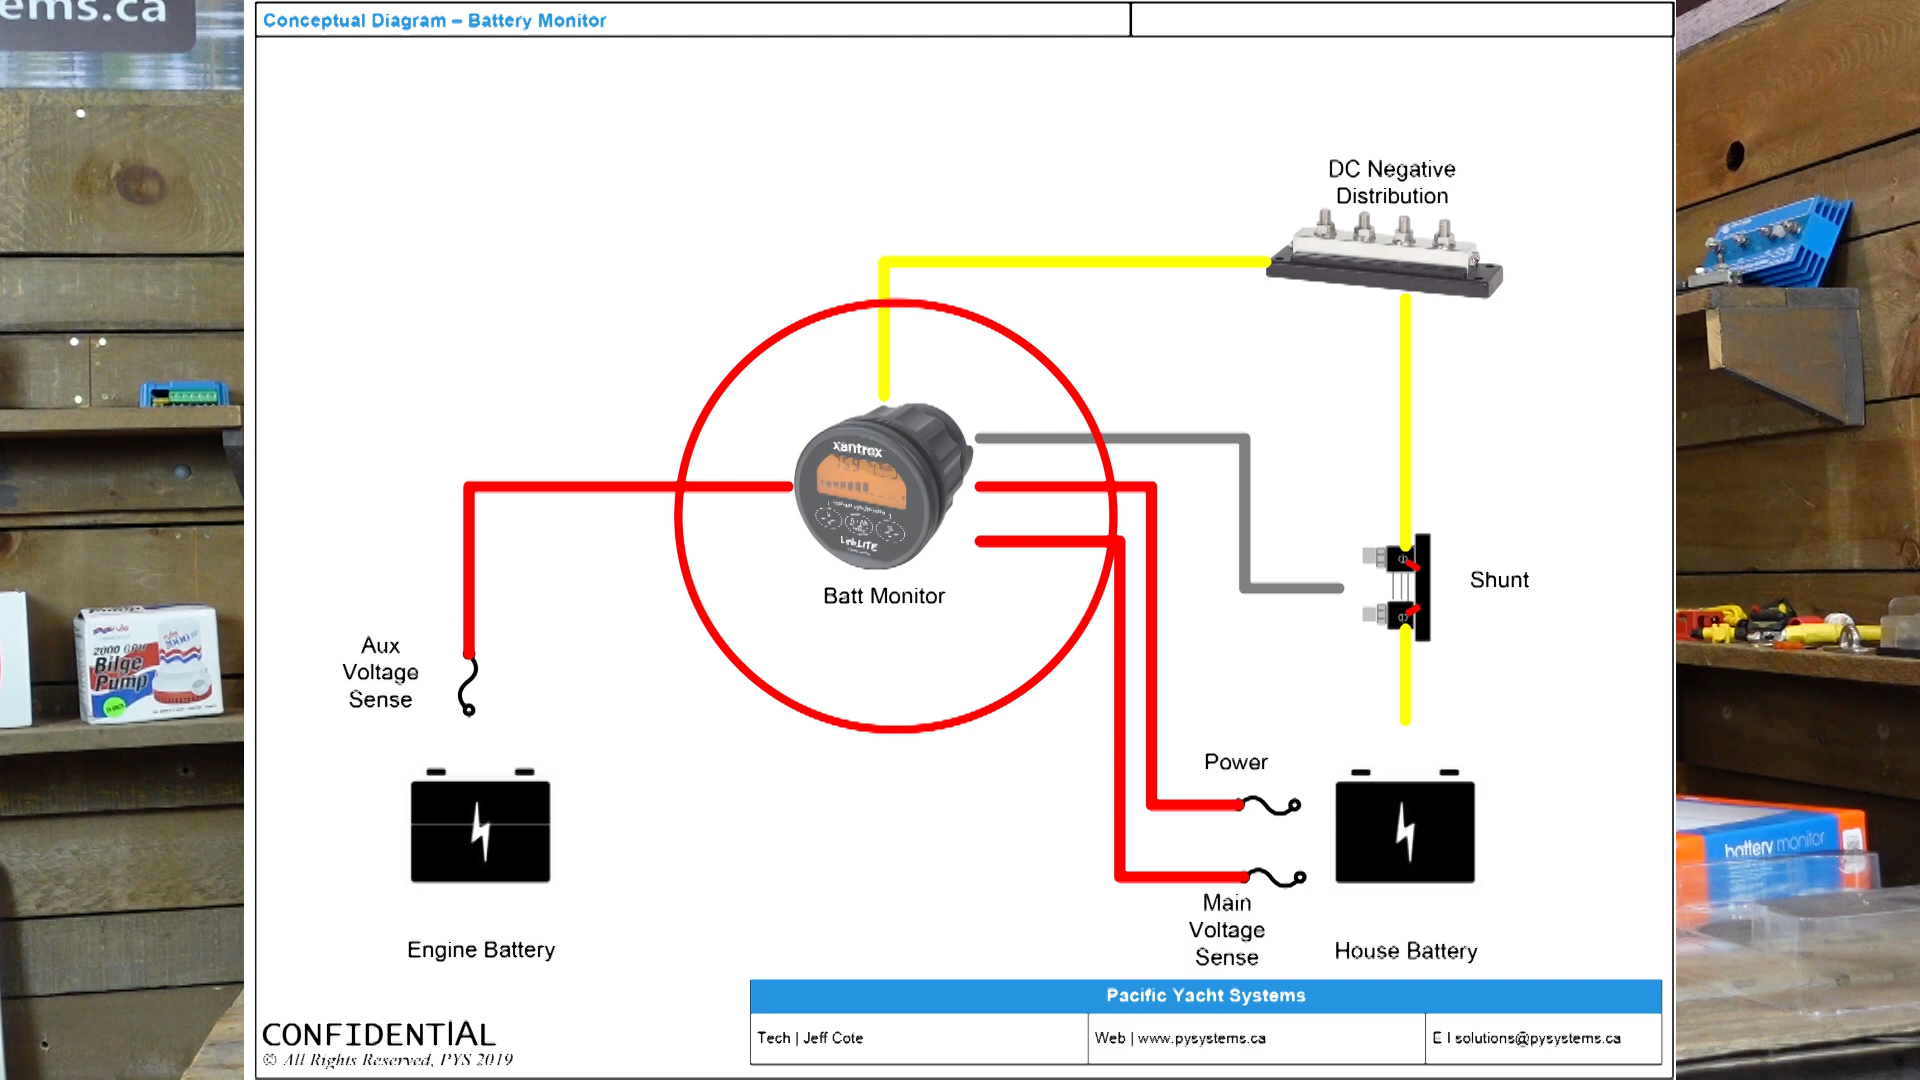 ems.ca
Conceptual Diagram – Battery Monitor
DC Negative
Distribution
xantrex
LinkLITE
Batt Monitor
Shunt
Aux
Voltage
Sense
2000 GPH
Bilge
Pump
rule
Power
battery monitor
Main
Voltage
Sense
Engine Battery
House Battery
Pacific Yacht Systems
CONFIDENTIAL
Tech | Jeff Cote
Web | www.pysystems.ca
E I solutions@pysystems.ca
© All Rights Reserved, PYS 2019